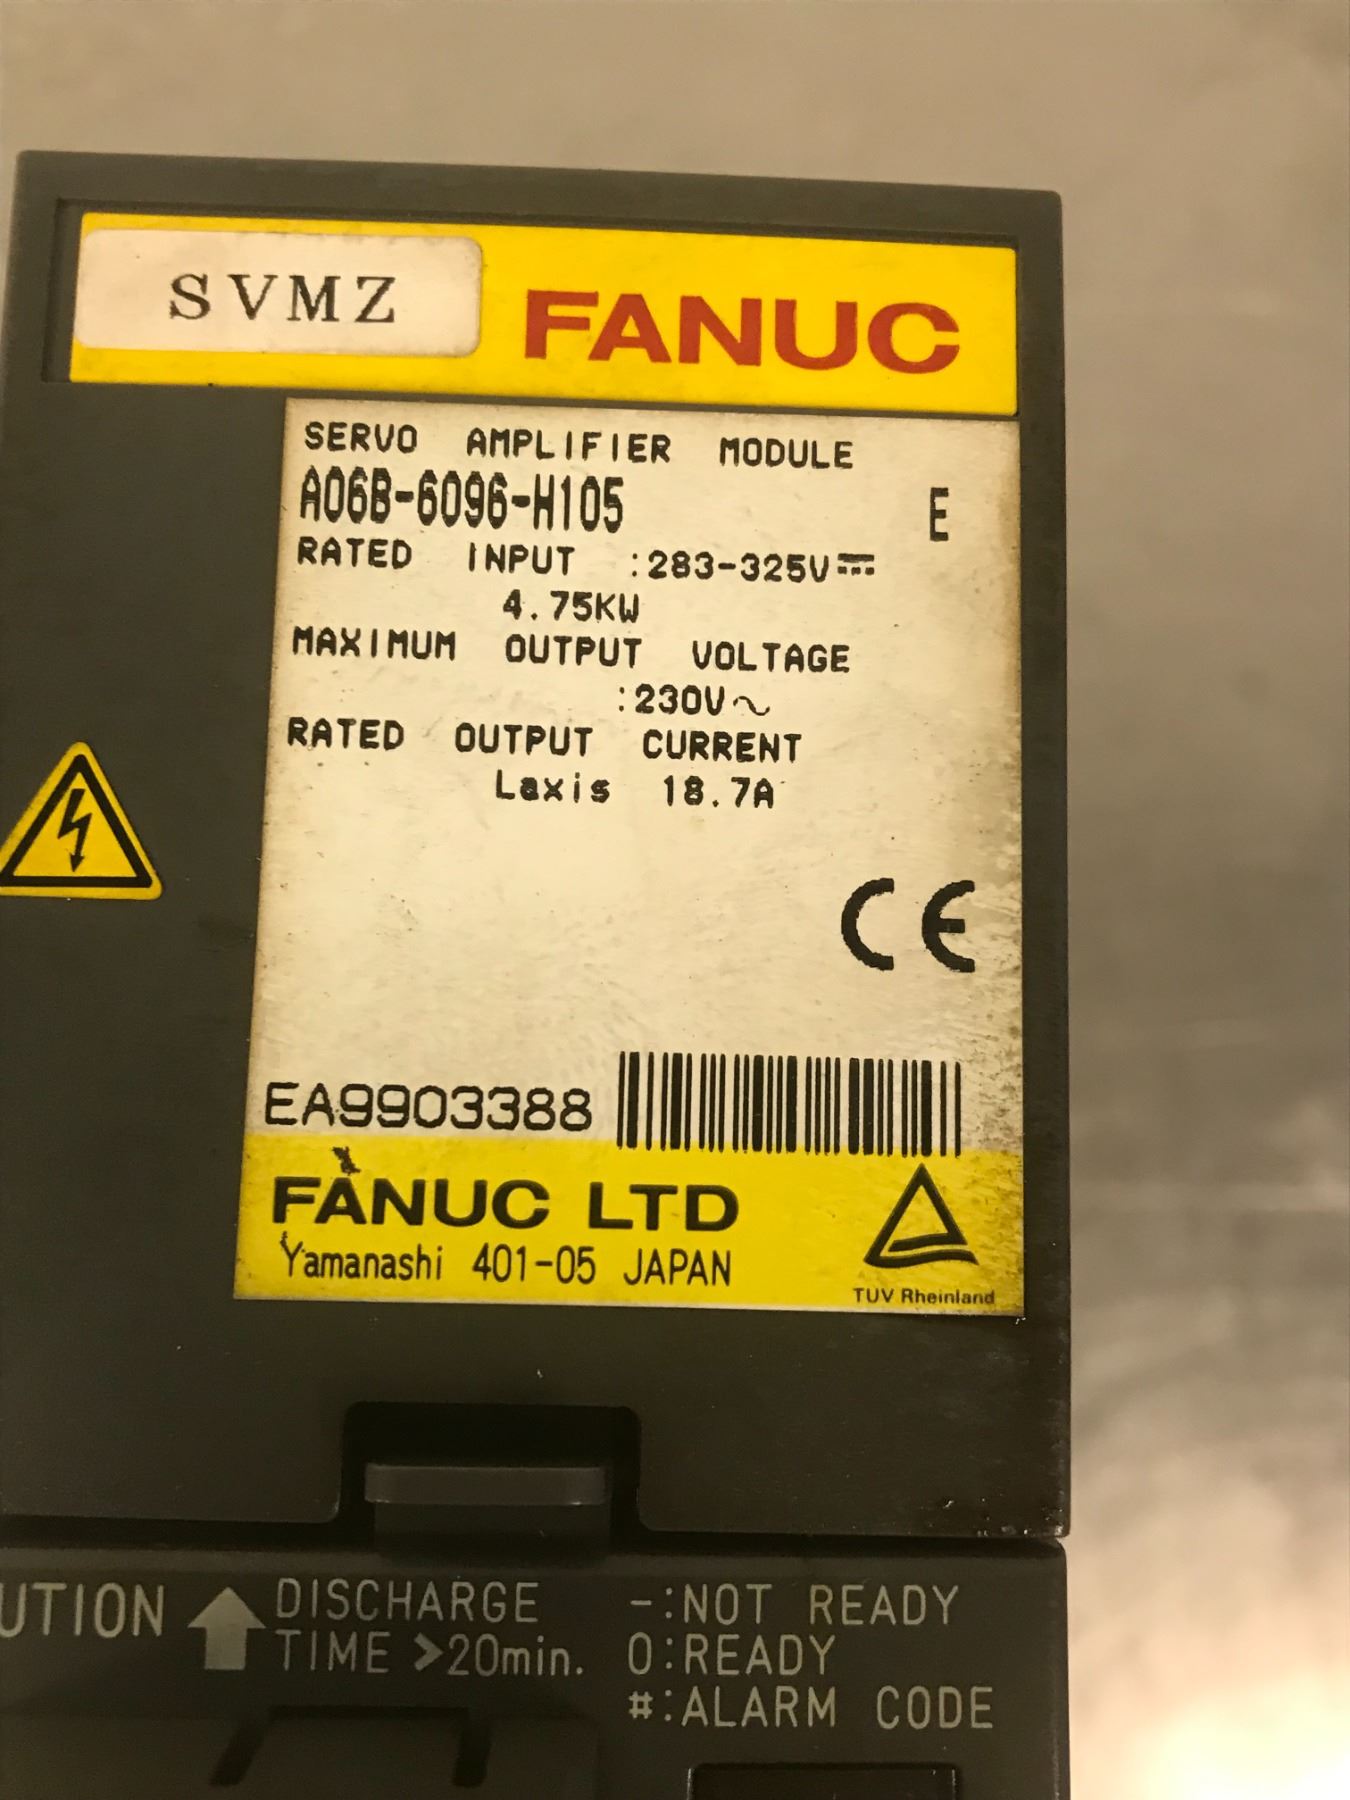 SVMZ
FANUC
SERVO AMPLIFIER MODULE
A06B-6096-H105 E
RATED INPUT :283-325V⎓
4.75KW
MAXIMUM OUTPUT VOLTAGE
:230V~
RATED OUTPUT CURRENT
Laxis 18.7A
CE
EA9903388
FANUC LTD
Yamanashi 401-05 JAPAN
TUV Rheinland
UTION DISCHARGE
TIME >20min.
-:NOT READY
0:READY
#:ALARM CODE